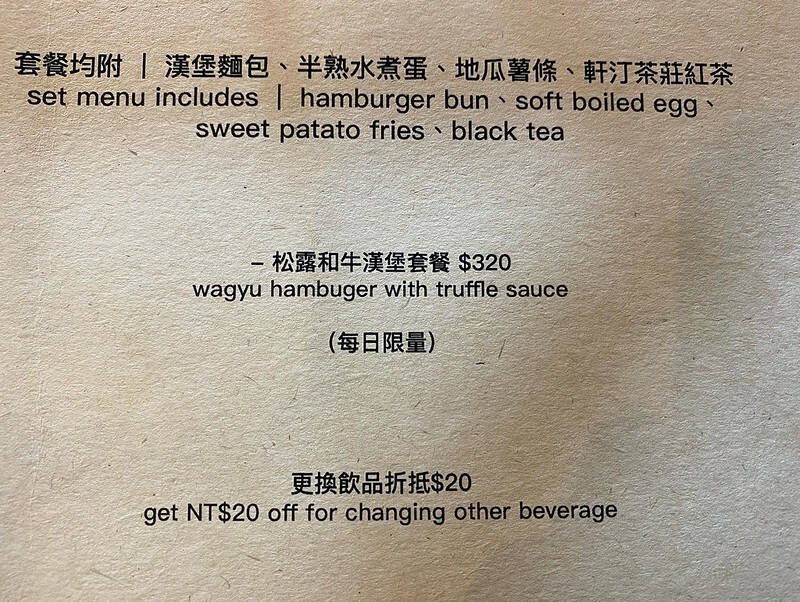 套餐均附 | 漢堡麵包、半熟水煮蛋、地瓜薯條、軒汀茶莊紅茶
set menu includes | hamburger bun、soft boiled egg、
sweet patato fries、black tea
– 松露和牛漢堡套餐 $320
wagyu hambuger with truffle sauce
(每日限量)
更換飲品折抵$20
get NT$20 off for changing other beverage